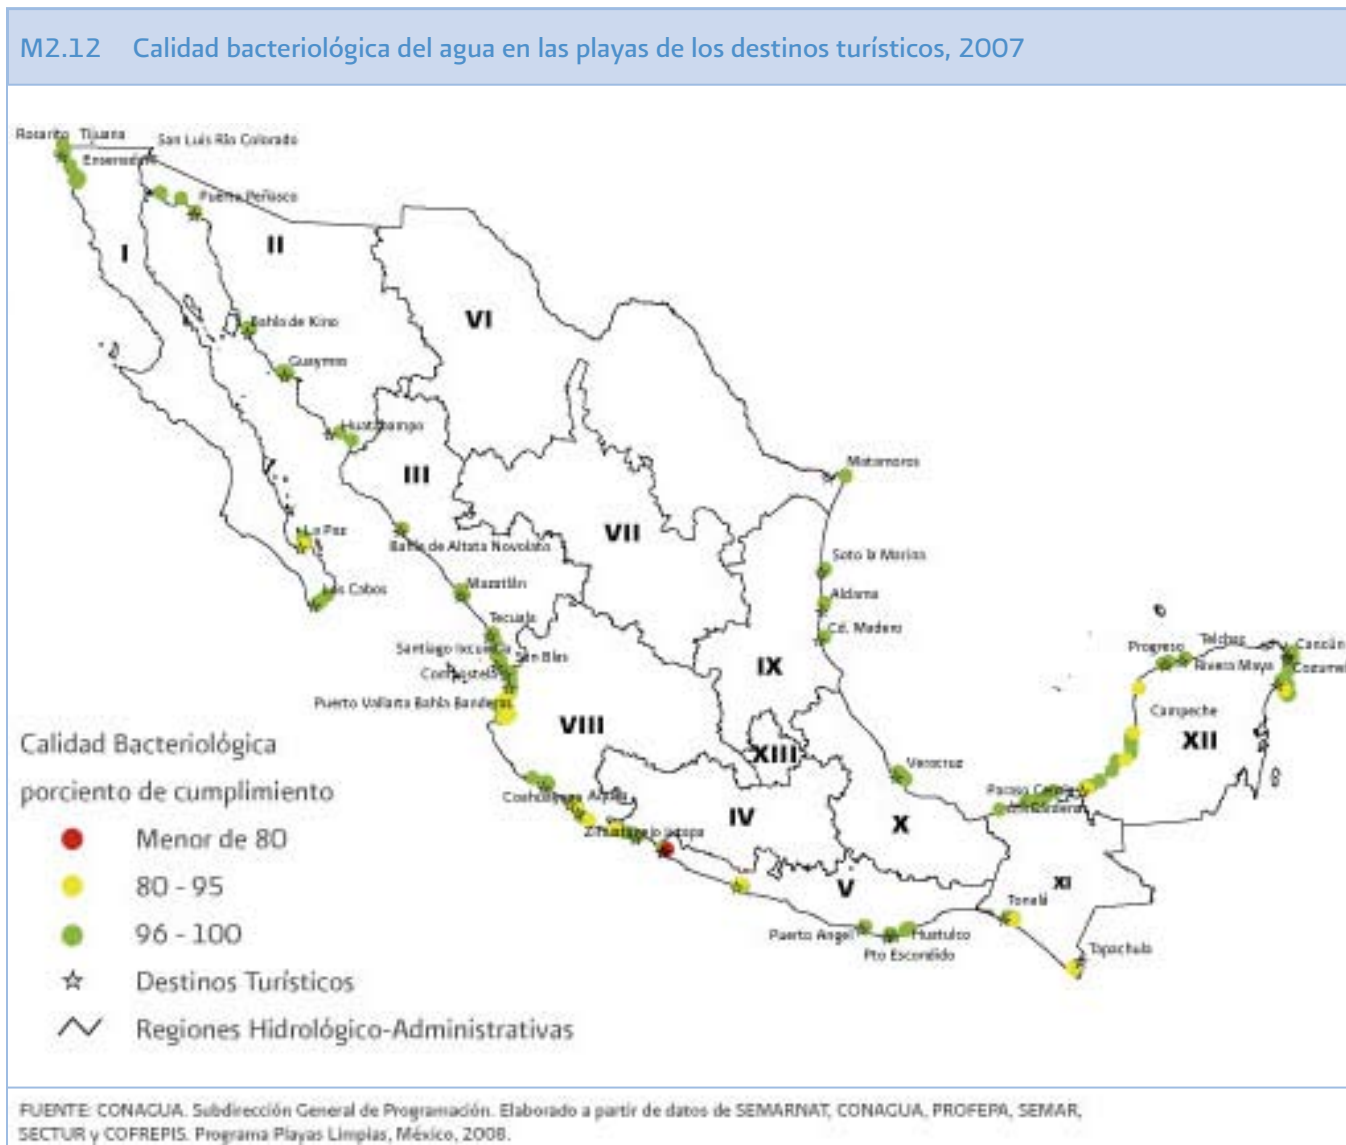 M2.12 Calidad bacteriológica del agua en las playas de los destinos turísticos, 2007
Rosarito Tijuana
San Luis Río Colorado
Ensenada
Puerto Peñasco
I
II
VI
Bahía de Kino
Guaymas
Huatabampo
III
Matamoros
VII
La Paz
Bahía de Altata Novolato
Soto la Marina
Los Cabos
Mazatlán
Aldama
Tecuala
Cd. Madero
Santiago Ixcuintla
San Blas
Compostela
IX
Progreso
Telchac
Cancún
Rivera Maya
Puerto Vallarta Bahía Banderas
VIII
Campeche
XII
XIII
Veracruz
Calidad Bacteriológica
porciento de cumplimiento
IV
X
Menor de 80
80 - 95
96 - 100
V
XI
Tonalá
Puerto Angel
Huatulco
Pto Escondido
Tapachula
Destinos Turísticos
Regiones Hidrológico-Administrativas
FUENTE: CONAGUA. Subdirección General de Programación. Elaborado a partir de datos de SEMARNAT, CONAGUA, PROFEPA, SEMAR,
SECTUR y COFREPIS. Programa Playas Limpias, México, 2008.